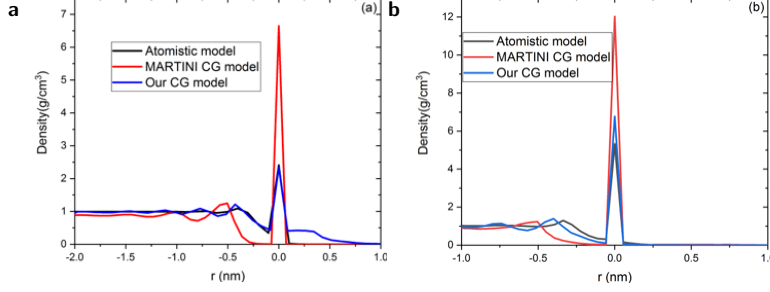 a
(a)
Atomistic model
MARTINI CG model
Our CG model
Density(g/cm³)
7
6
5
4
3
2
1
0
-2.0 -1.5 -1.0 -0.5 0.0 0.5 1.0
r (nm)
b
(b)
Atomistic model
MARTINI CG model
Our CG model
Density(g/cm³)
12
10
8
6
4
2
0
-1.0 -0.5 0.0 0.5 1.0
r (nm)